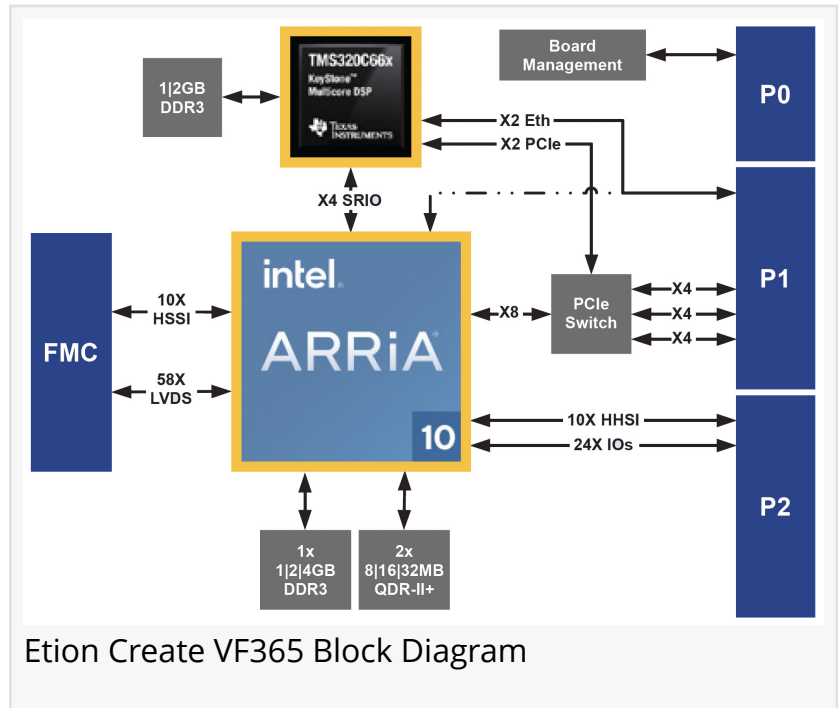 TMS320C66x
KeyStone™
Multicore DSP
TEXAS
INSTRUMENTS
1|2GB
DDR3
Board
Management
P0
X2 Eth
X2 PCIe
X4 SRIO
P1
intel.
ARRiA®
10
FMC
10X
HSSI
58X
LVDS
X8
PCIe
Switch
X4
X4
X4
10X HHSI
24X IOs
P2
1x
1|2|4GB
DDR3
2x
8|16|32MB
QDR-II+
Etion Create VF365 Block Diagram